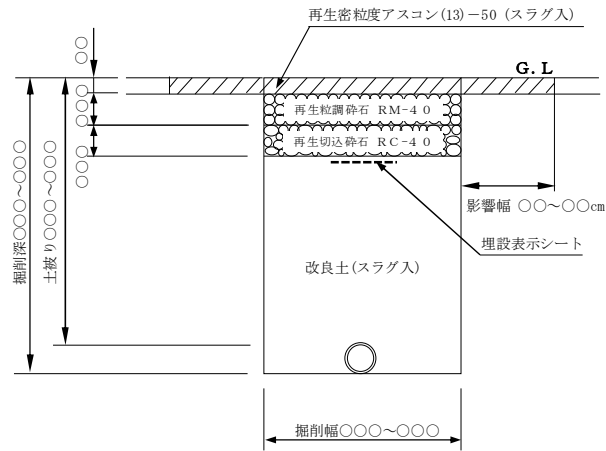 再生密粒度アスコン(13)－50 (スラグ入)
G.L
○○
○○○
○○○
再生粒調砕石 RM-40
再生切込砕石 RC-40
影響幅 ○○～○○cm
埋設表示シート
掘削深○○○～○○○
土被り○○○～○○○
改良土(スラグ入)
掘削幅○○○～○○○